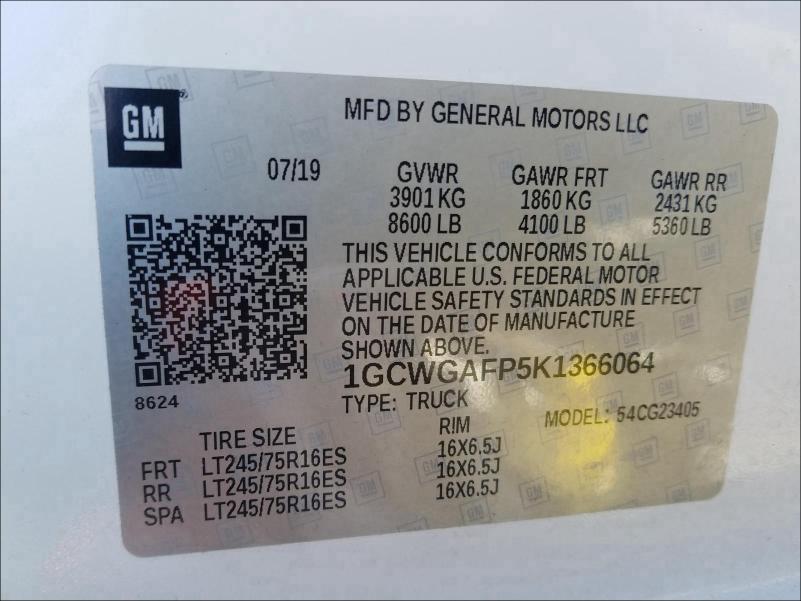 GM
MFD BY GENERAL MOTORS LLC
07/19 GVWR GAWR FRT GAWR RR
3901 KG 1860 KG 2431 KG
8600 LB 4100 LB 5360 LB
THIS VEHICLE CONFORMS TO ALL
APPLICABLE U.S. FEDERAL MOTOR
VEHICLE SAFETY STANDARDS IN EFFECT
ON THE DATE OF MANUFACTURE
SHOWN ABOVE.
1GCWGAFP5K1366064
8624
TYPE: TRUCK MODEL: 54CG23405
TIRE SIZE RIM
FRT LT245/75R16ES 16X6.5J
RR LT245/75R16ES 16X6.5J
SPA LT245/75R16ES 16X6.5J